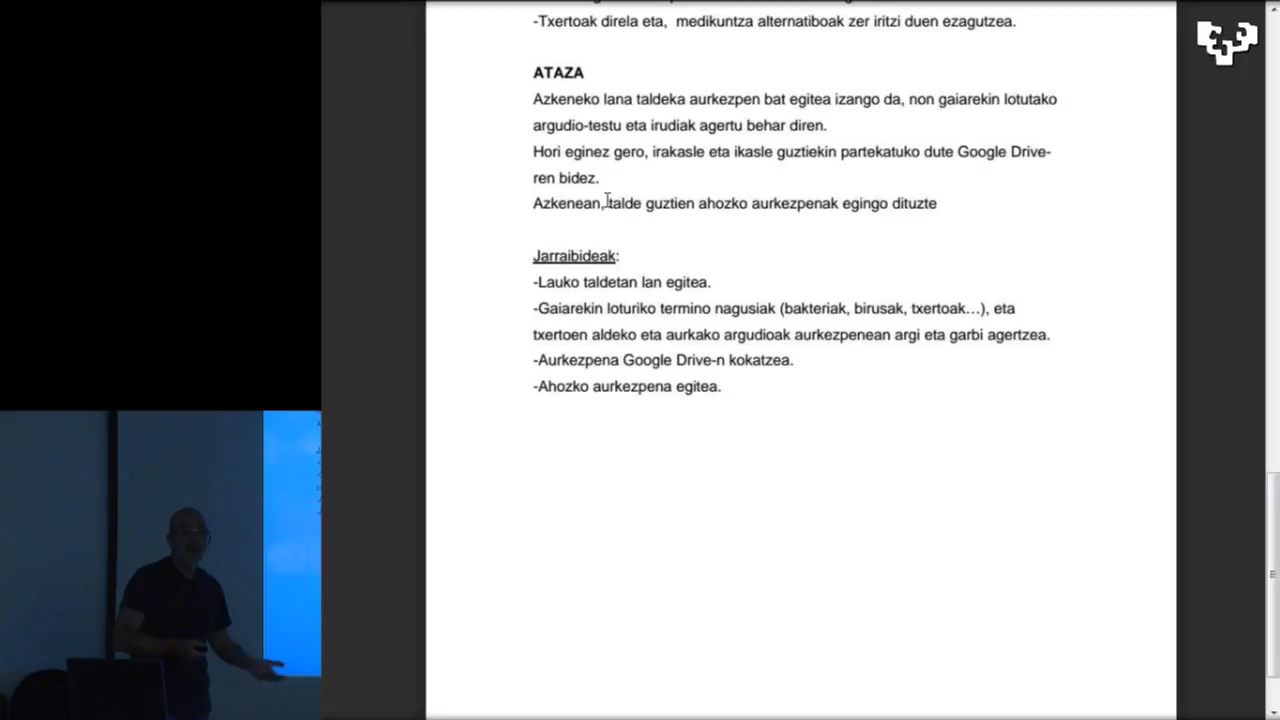 -Txertoak direla eta, medikuntza alternatiboak zer iritzi duen ezagutzea.
ATAZA
Azkeneko lana taldeka aurkezpen bat egitea izango da, non gaiarekin lotutako
argudio-testu eta irudiak agertu behar diren.
Hori eginez gero, irakasle eta ikasle guztiekin partekatuko dute Google Drive-
ren bidez.
Azkenean, talde guztien ahozko aurkezpenak egingo dituzte
Jarraibideak:
-Lauko taldetan lan egitea.
-Gaiarekin loturiko termino nagusiak (bakteriak, birusak, txertoak…), eta
txertoen aldeko eta aurkako argudioak aurkezpenean argi eta garbi agertzea.
-Aurkezpena Google Drive-n kokatzea.
-Ahozko aurkezpena egitea.